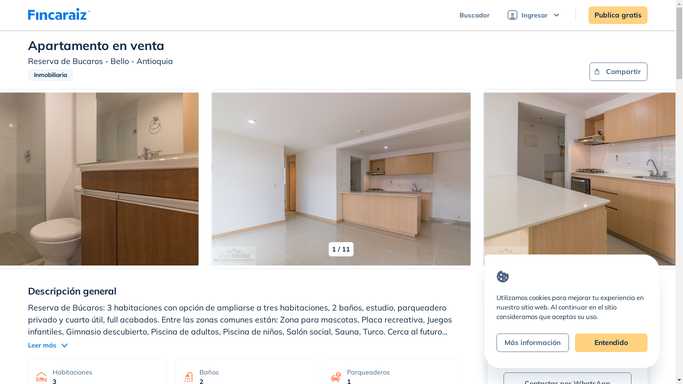 Fincaraiz
Buscador
Ingresar
Publica gratis
Apartamento en venta
Reserva de Bucaros - Bello - Antioquia
Inmobiliaria
Compartir
1 / 11
Descripción general
Reserva de Búcaros: 3 habitaciones con opción de ampliarse a tres habitaciones, 2 baños, estudio, parqueadero
privado y cuarto útil, full acabados. Entre las zonas comunes están: Zona para mascotas, Placa recreativa, Juegos
infantiles, Gimnasio descubierto, Piscina de adultos, Piscina de niños, Salón social, Sauna, Turco. Cerca al futuro...
Leer más
Habitaciones
3
Baños
2
Parqueaderos
1
Utilizamos cookies para mejorar tu experiencia en
nuestro sitio web. Al continuar en el sitio
consideramos que aceptas su uso.
Más información
Entendido
Contactar por WhatsApp